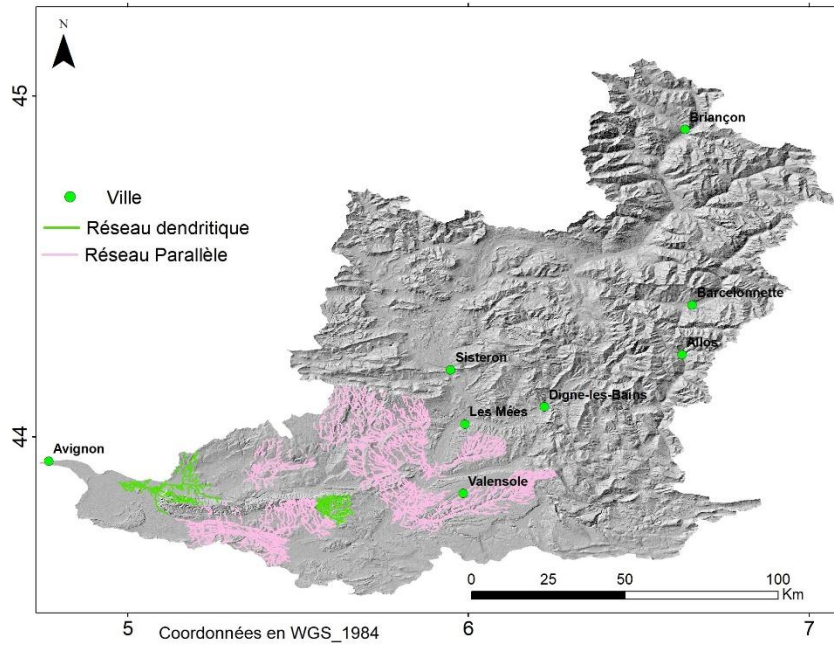 N
45
Briançon
Ville
Réseau dendritique
Réseau Parallèle
Barcelonnette
Allos
Sisteron
Digne-les-Bains
Les Mées
44
Avignon
Valensole
0 25 50 100
Km
5 6 7
Coordonnées en WGS_1984